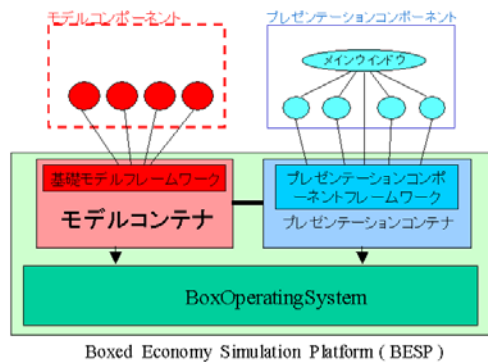 モデルコンポーネント
プレゼンテーションコンポーネント
メインウインドウ
基礎モデルフレームワーク
モデルコンテナ
プレゼンテーションコンポ
ーネントフレームワーク
プレゼンテーションコンテナ
BoxOperatingSystem
Boxed Economy Simulation Platform ( BESP )